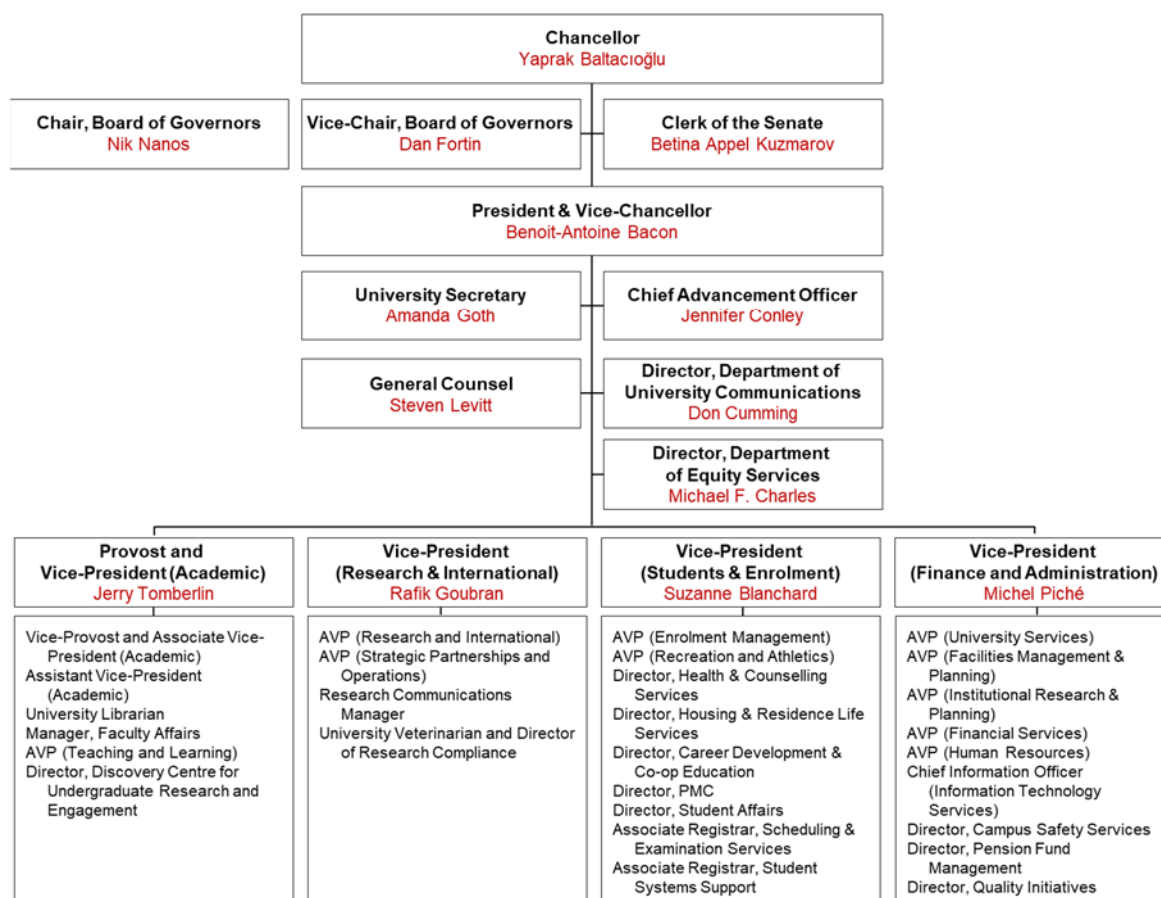 Chancellor
Yaprak Baltacıoğlu
Chair, Board of Governors
Nik Nanos
Vice-Chair, Board of Governors
Dan Fortin
Clerk of the Senate
Betina Appel Kuzmarov
President & Vice-Chancellor
Benoit-Antoine Bacon
University Secretary
Amanda Goth
Chief Advancement Officer
Jennifer Conley
General Counsel
Steven Levitt
Director, Department of
University Communications
Don Cumming
Director, Department
of Equity Services
Michael F. Charles
Provost and
Vice-President (Academic)
Jerry Tomberlin
Vice-Provost and Associate Vice-
President (Academic)
Assistant Vice-President
(Academic)
University Librarian
Manager, Faculty Affairs
AVP (Teaching and Learning)
Director, Discovery Centre for
Undergraduate Research and
Engagement
Vice-President
(Research & International)
Rafik Goubran
AVP (Research and International)
AVP (Strategic Partnerships and
Operations)
Research Communications
Manager
University Veterinarian and Director
of Research Compliance
Vice-President
(Students & Enrolment)
Suzanne Blanchard
AVP (Enrolment Management)
AVP (Recreation and Athletics)
Director, Health & Counselling
Services
Director, Housing & Residence Life
Services
Director, Career Development &
Co-op Education
Director, PMC
Director, Student Affairs
Associate Registrar, Scheduling &
Examination Services
Associate Registrar, Student
Systems Support
Vice-President
(Finance and Administration)
Michel Piché
AVP (University Services)
AVP (Facilities Management &
Planning)
AVP (Institutional Research &
Planning)
AVP (Financial Services)
AVP (Human Resources)
Chief Information Officer
(Information Technology
Services)
Director, Campus Safety Services
Director, Pension Fund
Management
Director, Quality Initiatives